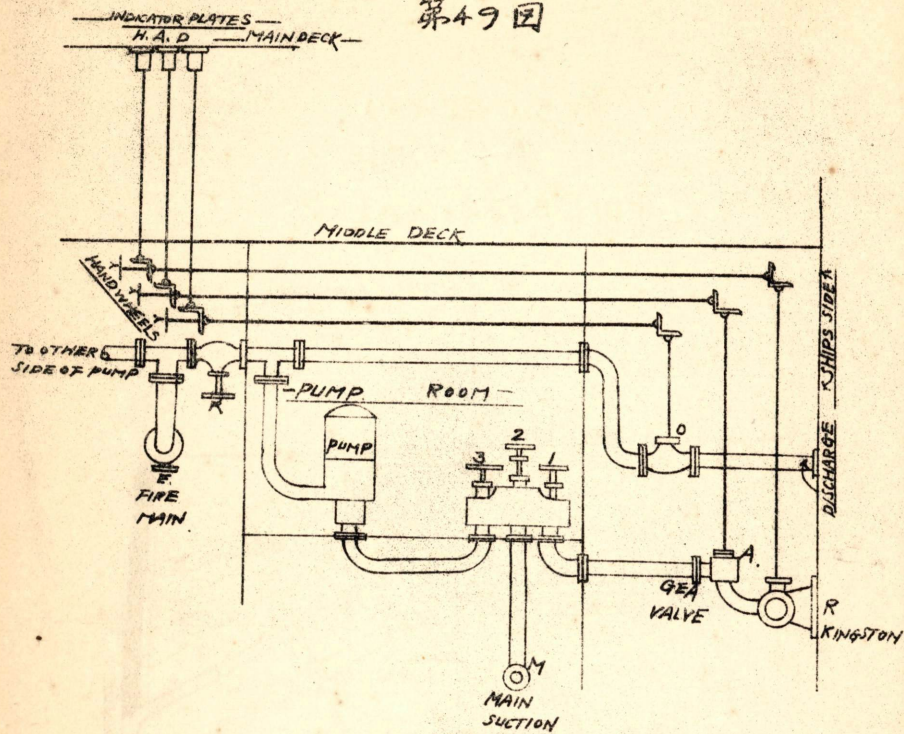 第49図
INDICATOR PLATES
H. A. D
MAIN DECK
MIDDLE DECK
HANDWHEELS
TO OTHER
SIDE OF PUMP
PUMP ROOM
PUMP
3
2
1
O
R
E.
FIRE
MAIN
A.
GEA
VALVE
R
KINGSTON
M
MAIN
SUCTION
DISCHARGE
SHIPS SIDE